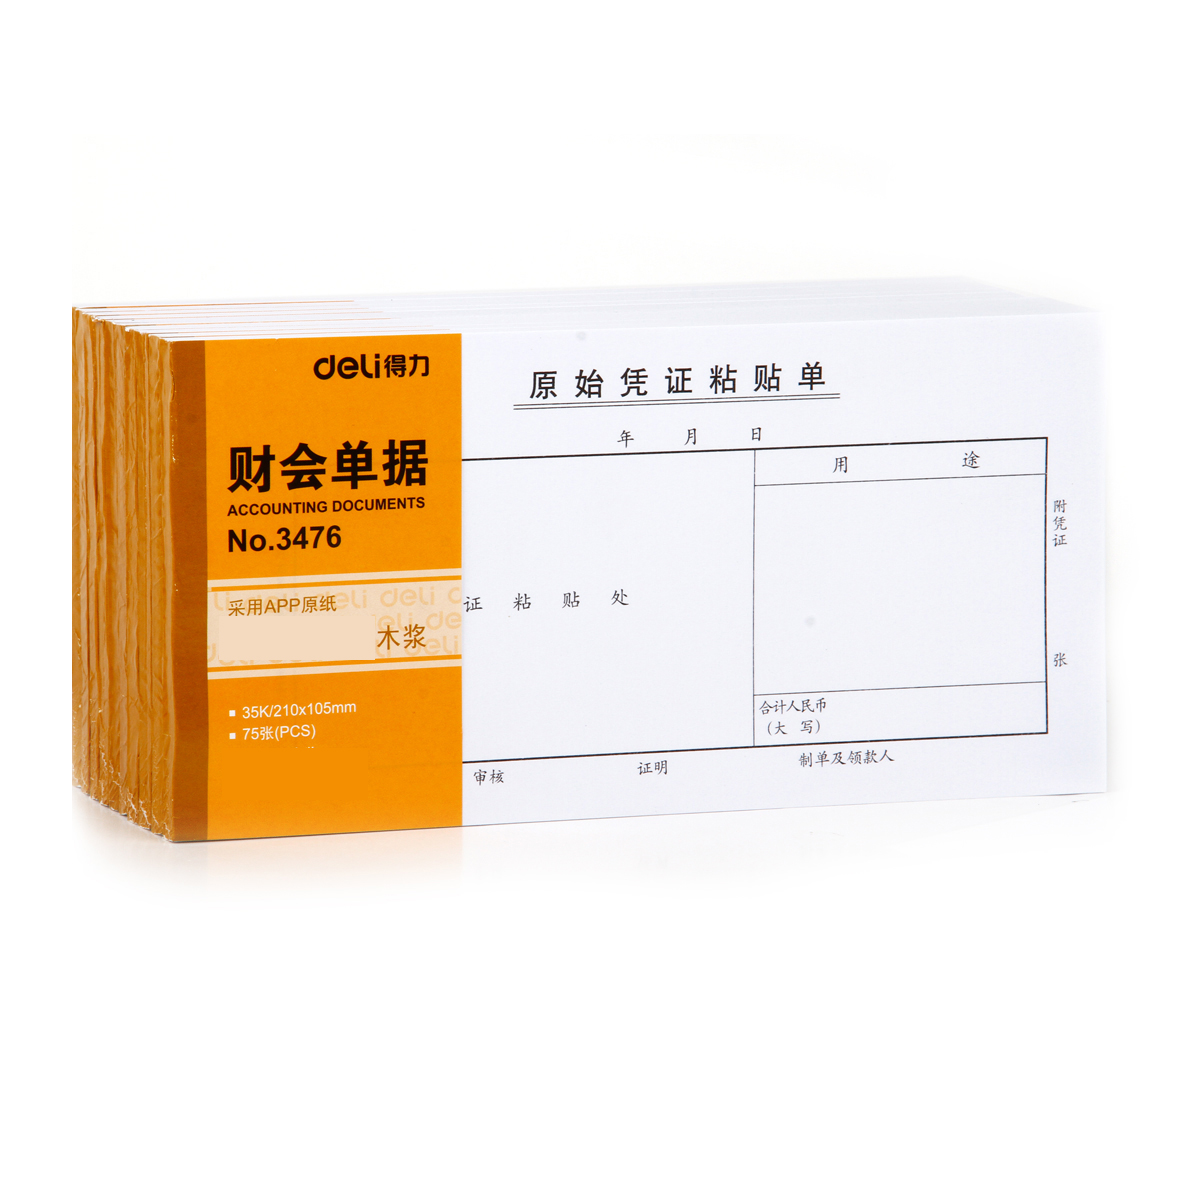 deli得力
财会单据
ACCOUNTING DOCUMENTS
No.3476
采用APP原纸
木浆
35K/210x105mm
75张(PCS)
原始凭证粘贴单
年 月 日
用 途
证 粘 贴 处
附凭证
张
合计人民币
(大 写)
审核 证明 制单及领款人